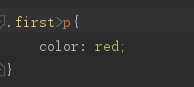 .first>p{
color: red;
}